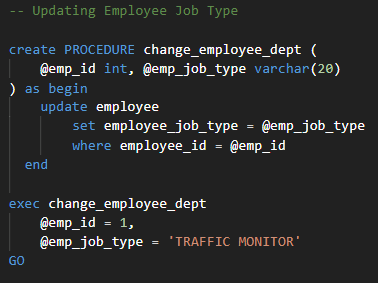 -- Updating Employee Job Type
create PROCEDURE change_employee_dept (
@emp_id int, @emp_job_type varchar(20)
) as begin
update employee
set employee_job_type = @emp_job_type
where employee_id = @emp_id
end
exec change_employee_dept
@emp_id = 1,
@emp_job_type = 'TRAFFIC MONITOR'
GO